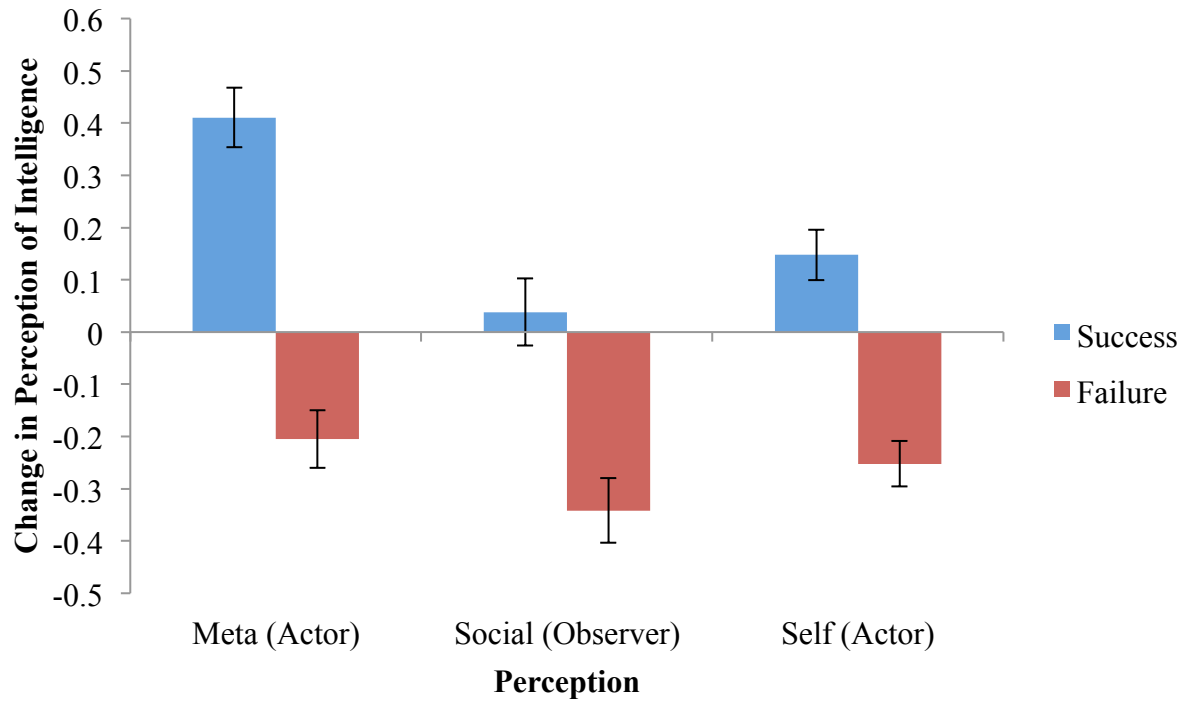 Change in Perception of Intelligence
0.6
0.5
0.4
0.3
0.2
0.1
0
-0.1
-0.2
-0.3
-0.4
-0.5
Meta (Actor)
Social (Observer)
Self (Actor)
Perception
Success
Failure